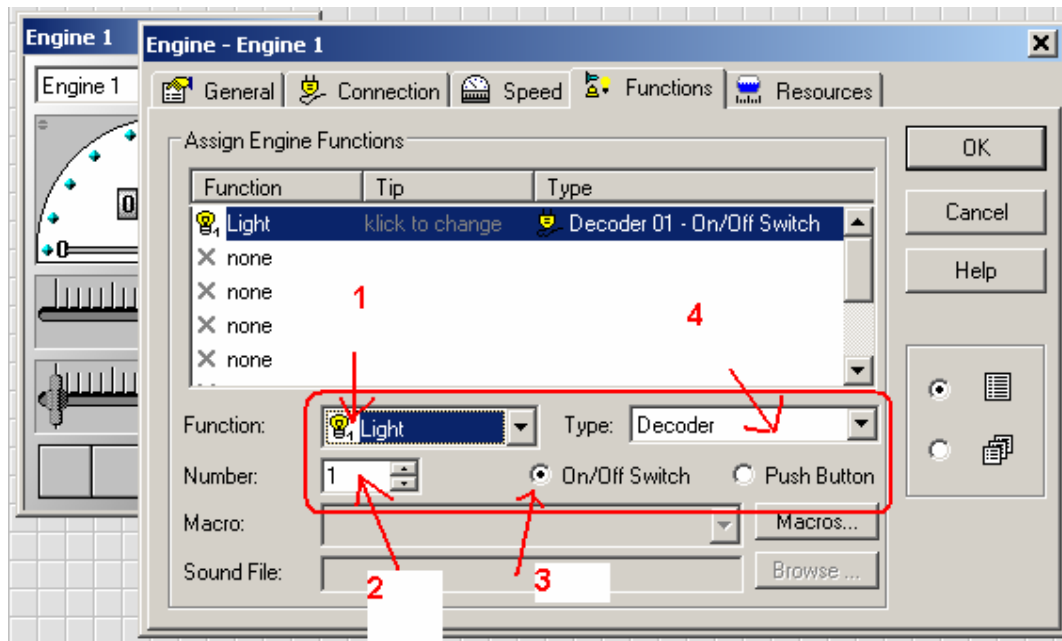 Engine 1
Engine 1
0
Engine - Engine 1
General Connection Speed Functions Resources
Assign Engine Functions
Function Tip Type
Light klick to change Decoder 01 - On/Off Switch
none
none
none
none
1
4
Function: Light Type: Decoder
Number: 1 On/Off Switch Push Button
Macro: Macros...
Sound File: Browse ...
2
3
OK
Cancel
Help